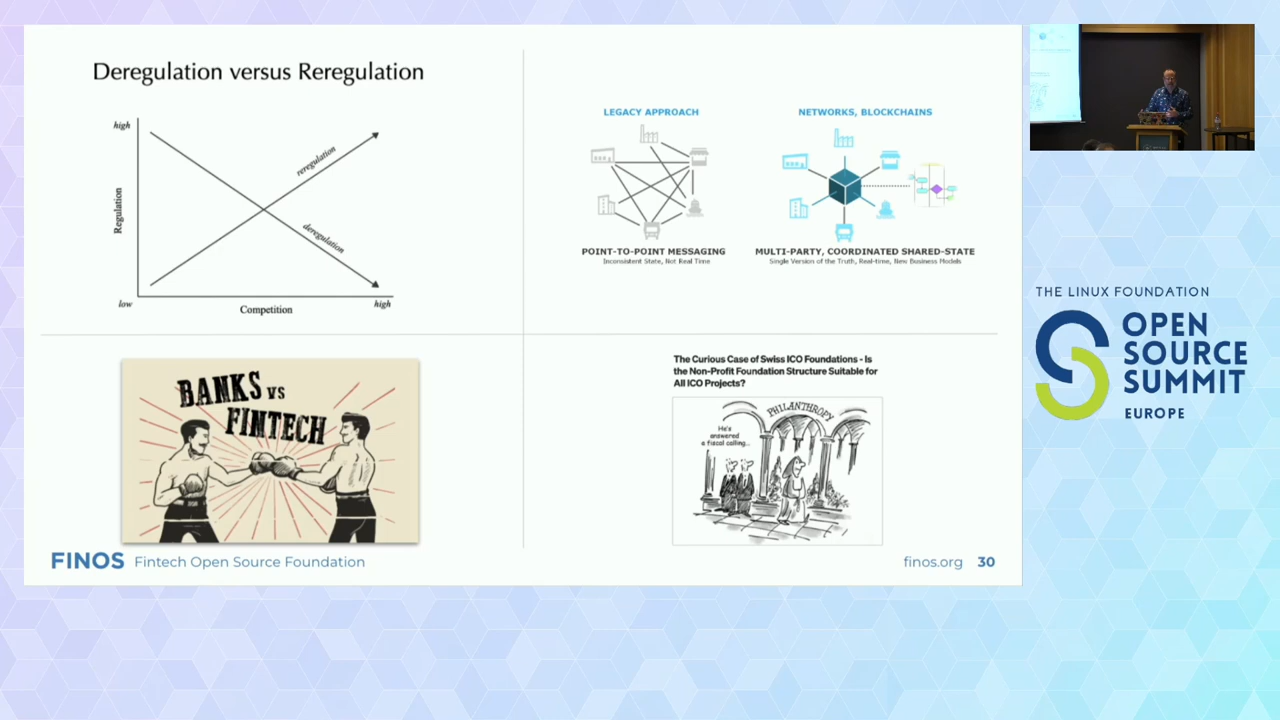 Deregulation versus Reregulation
high
reregulation
Regulation
deregulation
low
high
Competition
LEGACY APPROACH
POINT-TO-POINT MESSAGING
Inconsistent State, Not Real Time
NETWORKS, BLOCKCHAINS
MULTI-PARTY, COORDINATED SHARED-STATE
Single Version of the Truth, Real-time, New Business Models
BANKS VS
FINTECH
The Curious Case of Swiss ICO Foundations - Is
the Non-Profit Foundation Structure Suitable for
All ICO Projects?
PHILANTHROPY
He's
answered
a fiscal calling...
FINOS Fintech Open Source Foundation
finos.org 30
THE LINUX FOUNDATION
OPEN
SOURCE
SUMMIT
EUROPE